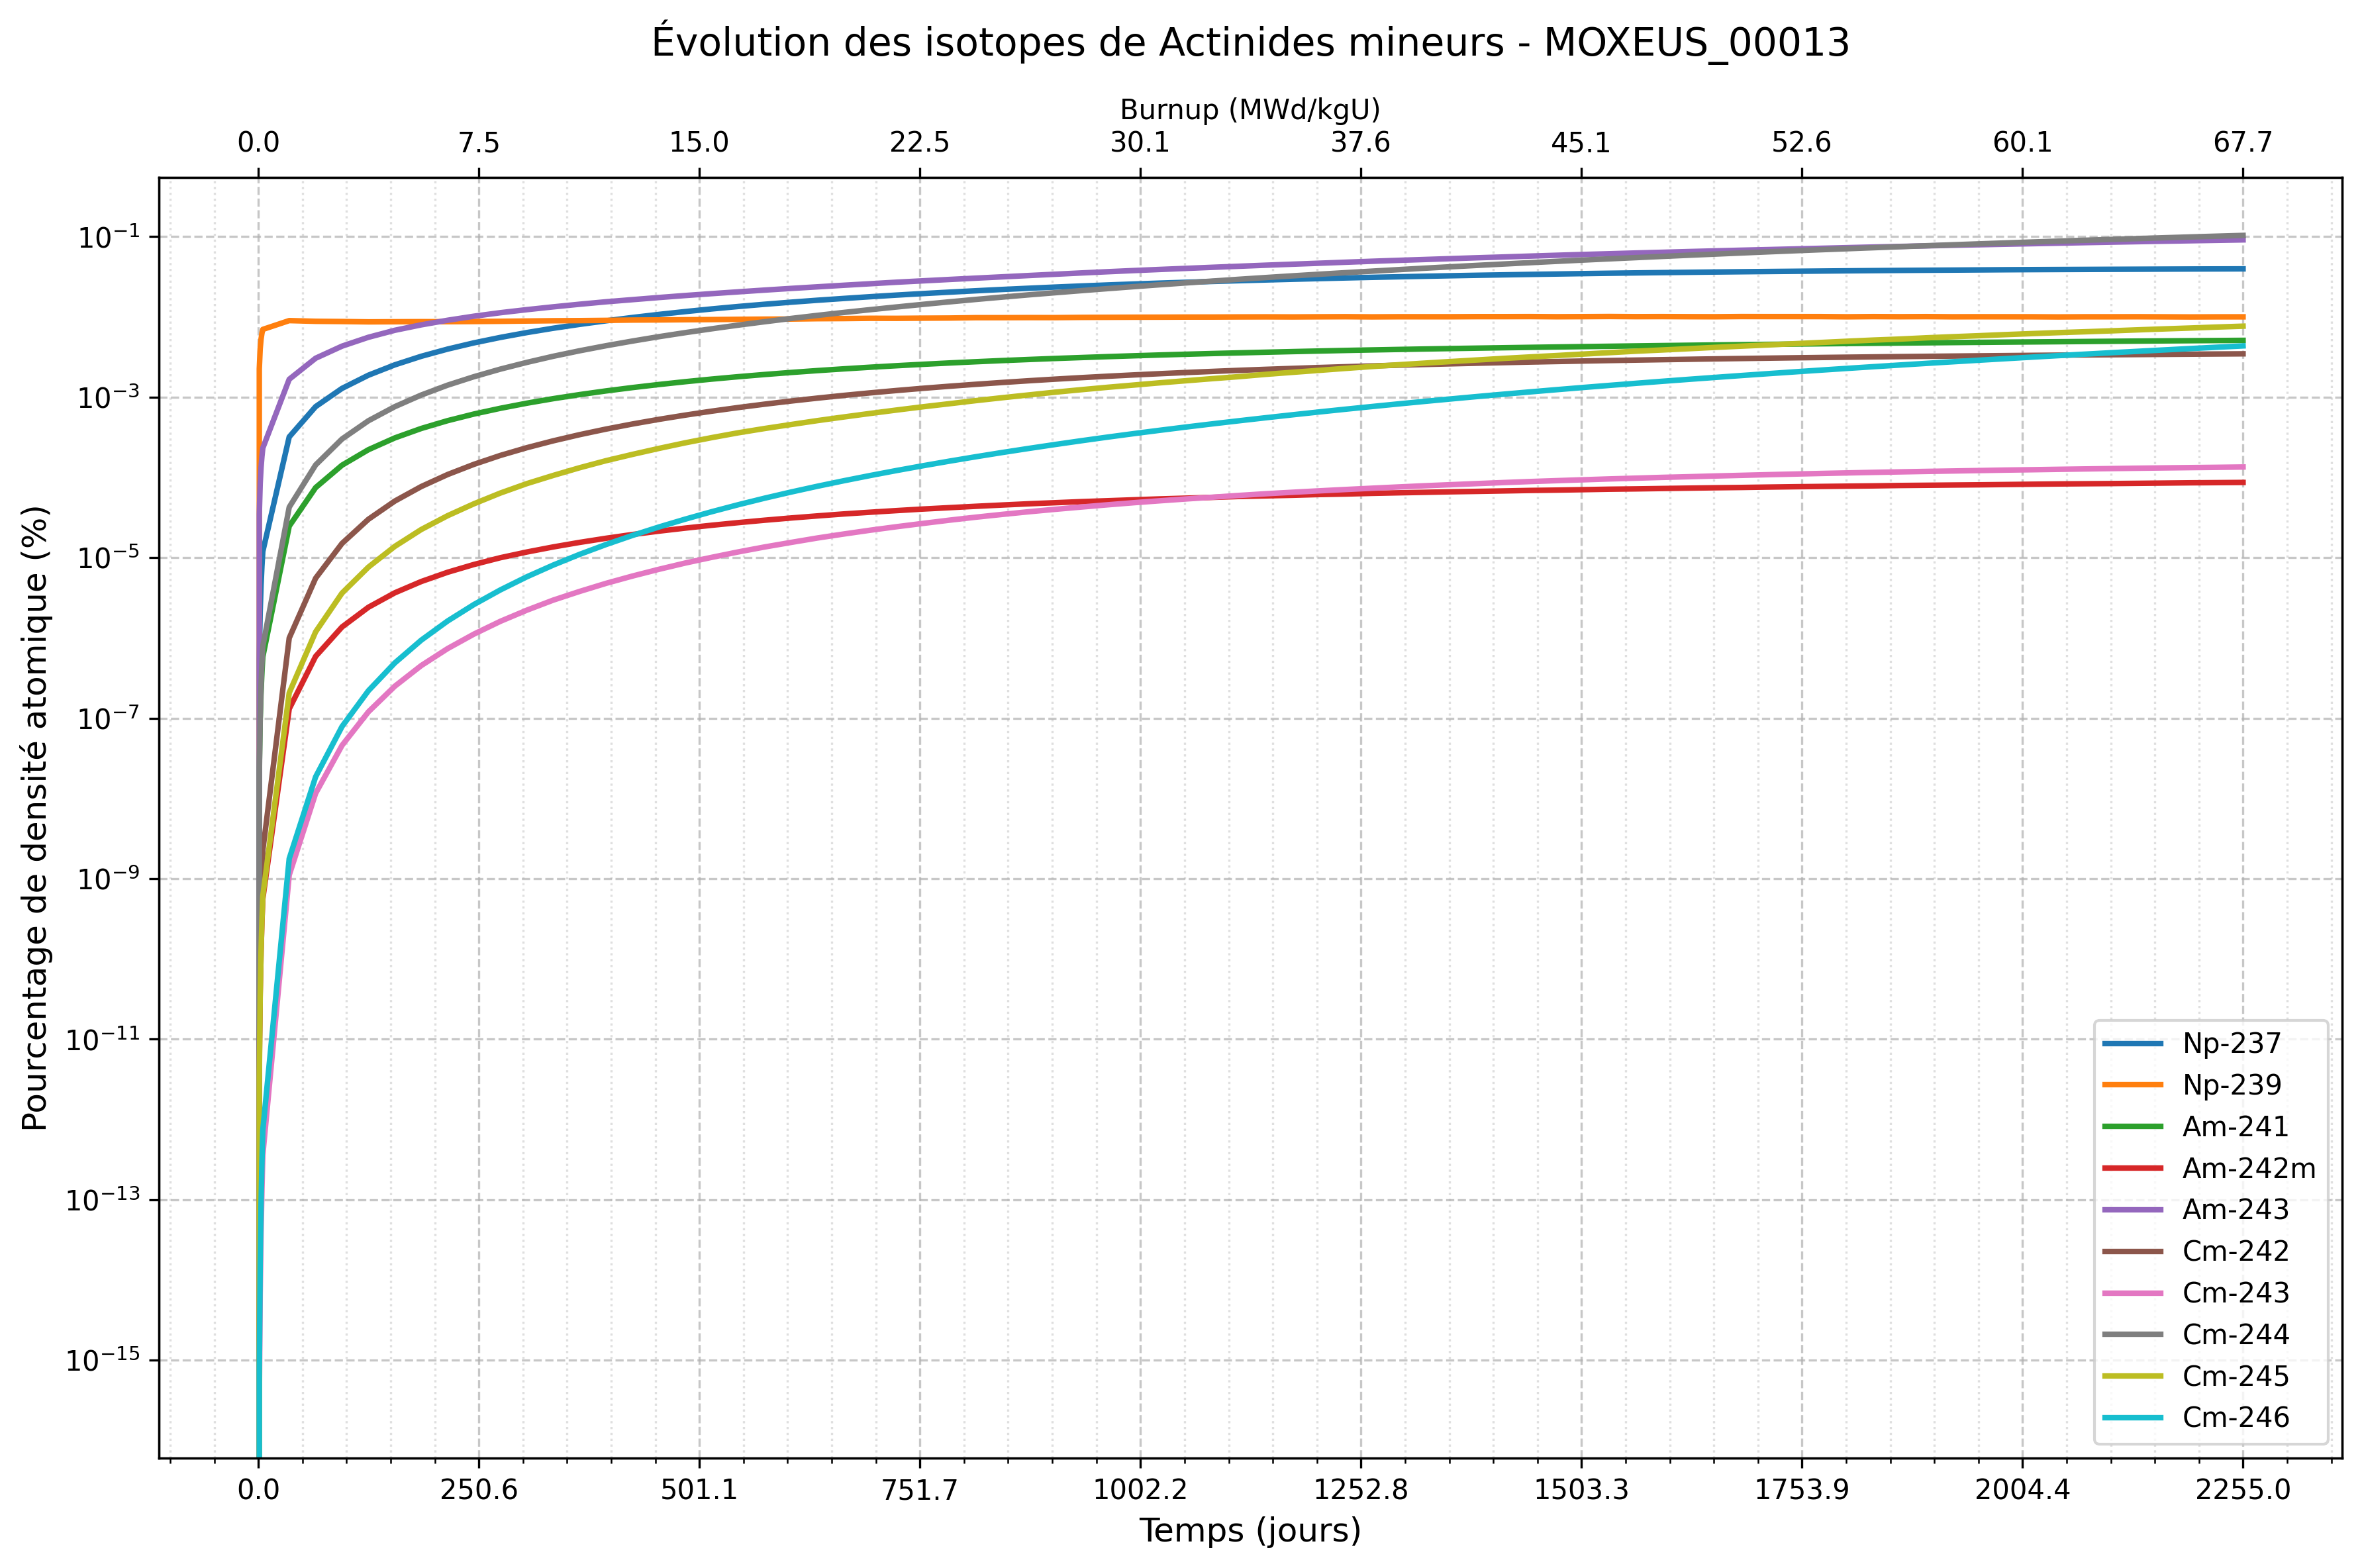 Évolution des isotopes de Actinides mineurs - MOXEUS_00013
Burnup (MWd/kgU)
0.0 7.5 15.0 22.5 30.1 37.6 45.1 52.6 60.1 67.7
Pourcentage de densité atomique (%)
10⁻¹
10⁻³
10⁻⁵
10⁻⁷
10⁻⁹
10⁻¹¹
10⁻¹³
10⁻¹⁵
Np-237
Np-239
Am-241
Am-242m
Am-243
Cm-242
Cm-243
Cm-244
Cm-245
Cm-246
0.0 250.6 501.1 751.7 1002.2 1252.8 1503.3 1753.9 2004.4 2255.0
Temps (jours)